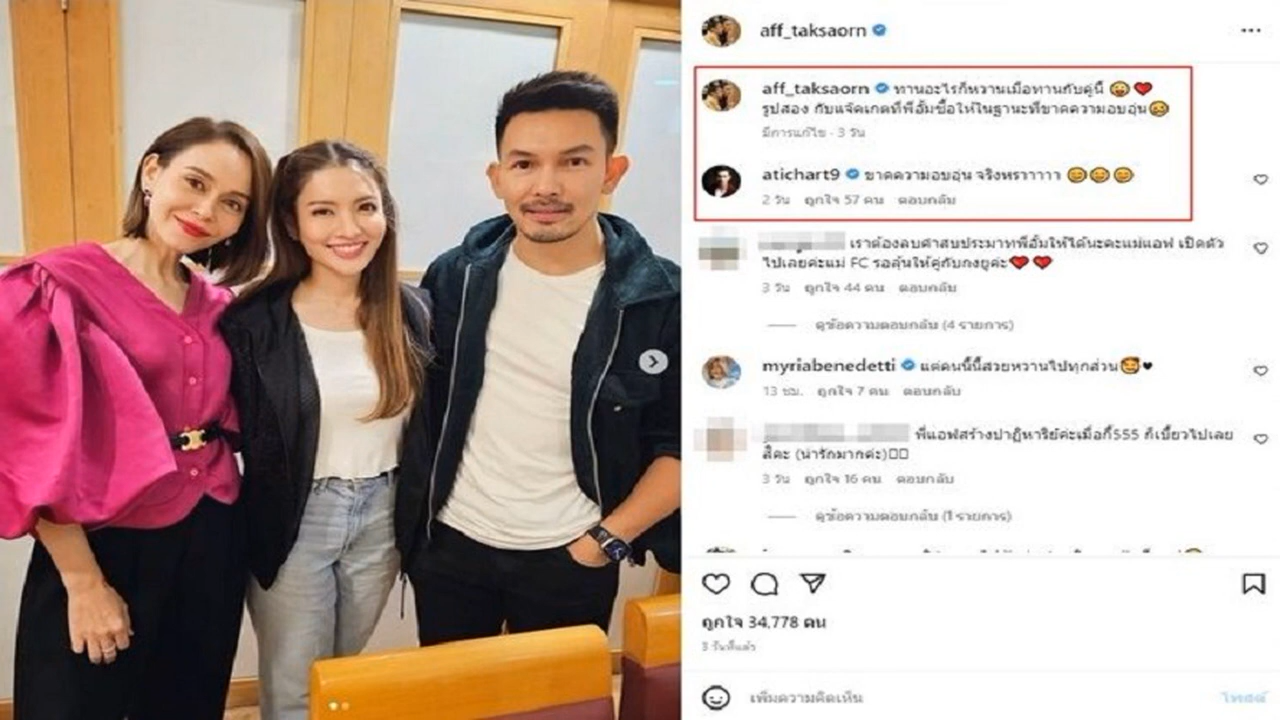 aff_taksaorn
aff_taksaorn ทานอะไรก็หวานเมื่อทานกับคู่นี้ 😛❤️
รูปสอง กับแจ๊คเกตที่พี่อั้มซื้อให้ในฐานะที่ขาดความอบอุ่น😥
มีการแก้ไข · 3 วัน
atichart9 ขาดความอบอุ่น จริงหราาาาา 😊😊😊
2 วัน ถูกใจ 57 คน ตอบกลับ
เราต้องลบคำสบประมาทพี่อั้มให้ได้นะคะแม่แอฟ เปิดตัว
ไปเลยค่ะแม่ FC รอลุ้นให้คู่กับกงยูค่ะ❤️❤️
3 วัน ถูกใจ 44 คน ตอบกลับ
ดูข้อความตอบกลับ (4 รายการ)
myriabenedetti แต่คนนี้นี้สวยหวานไปทุกส่วน🥰♥
13 ชม. ถูกใจ 7 คน ตอบกลับ
พี่แอฟสร้างปาฏิหาริย์ค่ะเมื่อกี้555 ก็เบี้ยวไปเลย
สิ๊คะ (น่ารักมากค่ะ)
3 วัน ถูกใจ 16 คน ตอบกลับ
ดูข้อความตอบกลับ (1 รายการ)
ถูกใจ 34,778 คน
3 วันที่แล้ว
เพิ่มความคิดเห็น
โพสต์